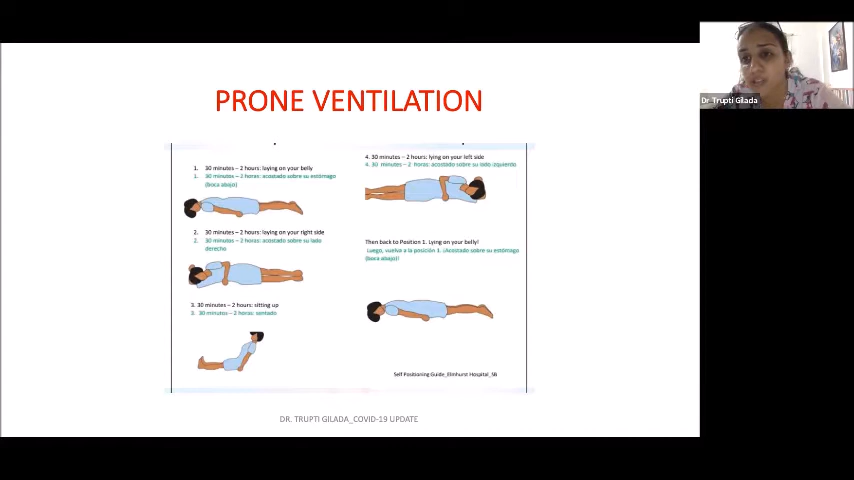 PRONE VENTILATION
1. 30 minutes – 2 hours: laying on your belly
1. 30 minutos – 2 horas: acostado sobre su estómago
(boca abajo)
2. 30 minutes – 2 hours: laying on your right side
2. 30 minutos – 2 horas: acostado sobre su lado
derecho
3. 30 minutes – 2 hours: sitting up
3. 30 minutos – 2 horas: sentado
4. 30 minutes – 2 hours: lying on your left side
4. 30 minutos – 2 horas: acostado sobre su lado izquierdo
Then back to Position 1. Lying on your belly!
Luego, vuelva a la posición 1. ¡Acostado sobre su estómago
(boca abajo)!
Self Positioning Guide_Elmhurst Hospital_SB
DR. TRUPTI GILADA_COVID-19 UPDATE
Dr Trupti Gilada